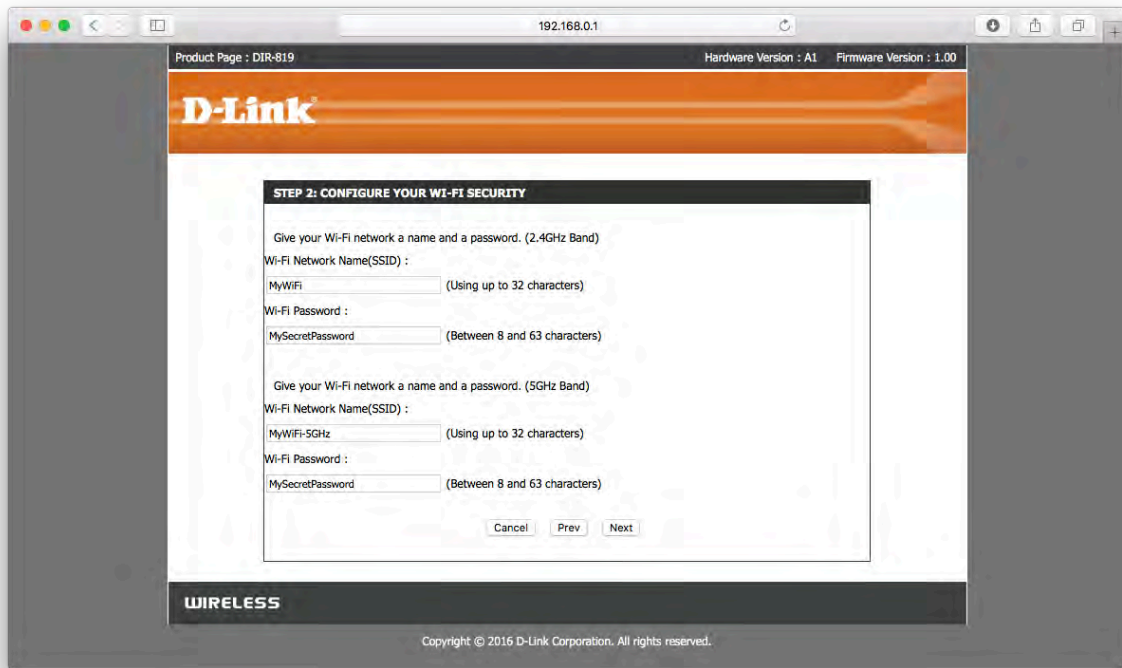 192.168.0.1
Product Page : DIR-819 Hardware Version : A1 Firmware Version : 1.00
D-Link®
STEP 2: CONFIGURE YOUR WI-FI SECURITY
Give your Wi-Fi network a name and a password. (2.4GHz Band)
Wi-Fi Network Name(SSID) :
MyWiFi (Using up to 32 characters)
Wi-Fi Password :
MySecretPassword (Between 8 and 63 characters)
Give your Wi-Fi network a name and a password. (5GHz Band)
Wi-Fi Network Name(SSID) :
MyWiFi-5GHz (Using up to 32 characters)
Wi-Fi Password :
MySecretPassword (Between 8 and 63 characters)
Cancel Prev Next
WIRELESS
Copyright © 2016 D-Link Corporation. All rights reserved.